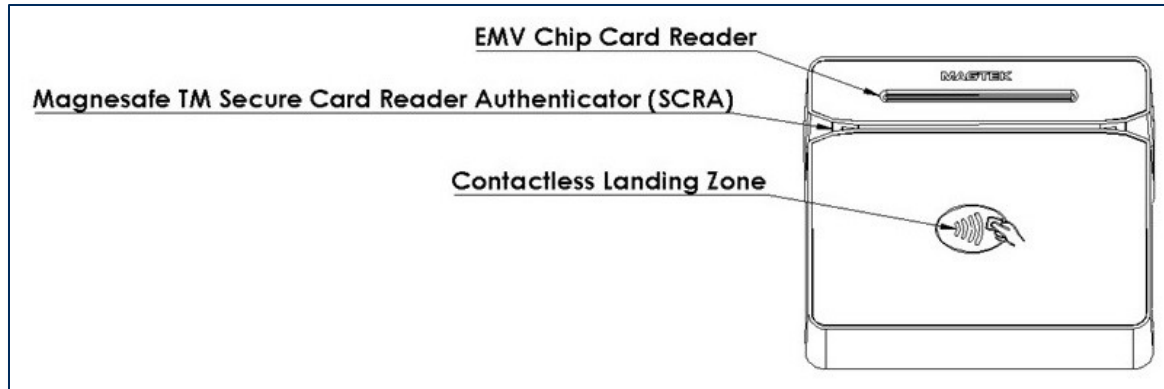 EMV Chip Card Reader
MAGTEK
Magnesafe TM Secure Card Reader Authenticator (SCRA)
Contactless Landing Zone